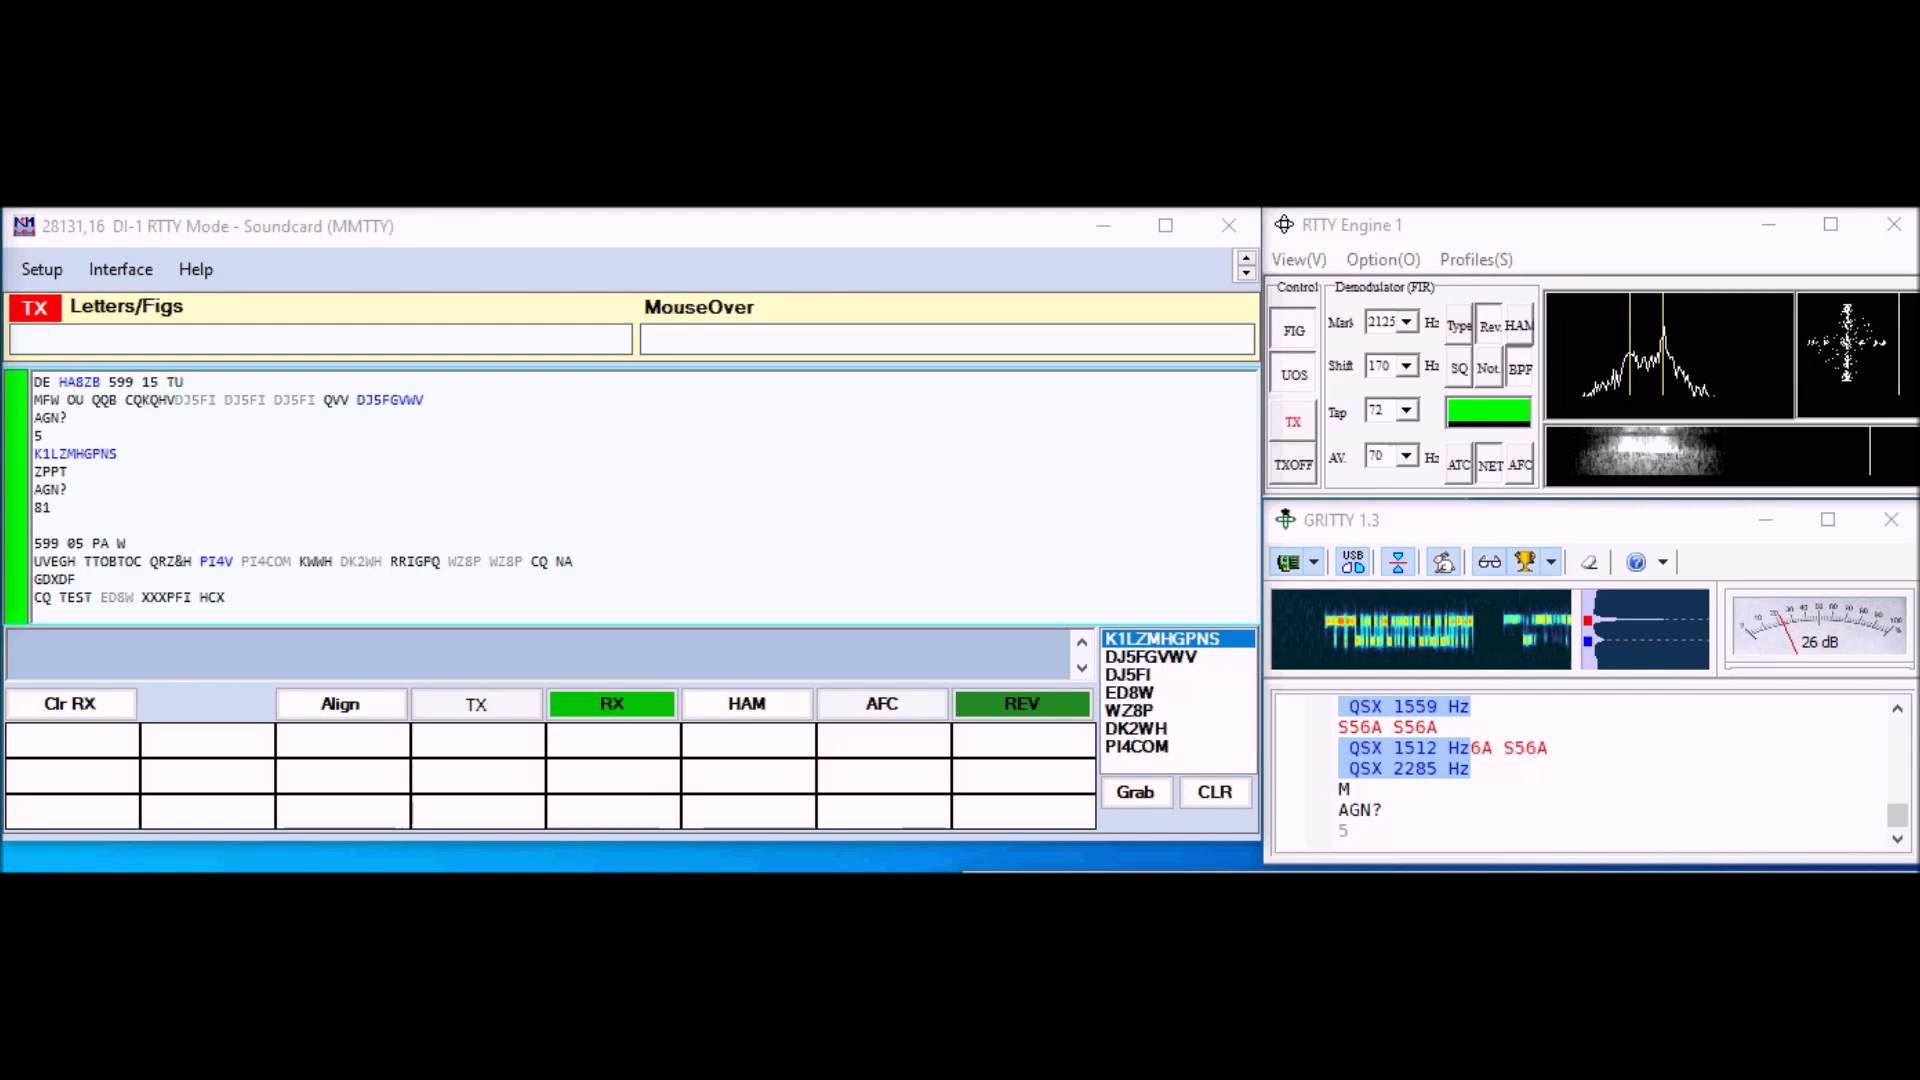 28131,16 DI-1 RTTY Mode - Soundcard (MMTTY)
Setup Interface Help
TX Letters/Figs MouseOver
DE HA8ZB 599 15 TU
MFW OU QQB CQKQHVDJ5FI DJ5FI DJ5FI QVV DJ5FGVWV
AGN?
5
K1LZMHGPNS
ZPPT
AGN?
81
599 05 PA W
UVEGH TTOBTOC QRZ&H PI4V PI4COM KWWH DK2WH RRIGFQ WZ8P WZ8P CQ NA
GDXDF
CQ TEST ED8W XXXPFI HCX
K1LZMHGPNS
DJ5FGVWV
DJ5FI
ED8W
WZ8P
DK2WH
PI4COM
Clr RX Align TX RX HAM AFC REV
Grab CLR
RTTY Engine 1
View(V) Option(O) Profiles(S)
Control Demodulator (FIR)
FIG Mark 2125 Hz Type Rev. HAM
UOS Shift 170 Hz SQ Not. BPF
TX Tap 72
TXOFF AV. 70 Hz ATC NET AFC
GRITTY 1.3
USB
26 dB
QSX 1559 Hz
S56A S56A
QSX 1512 Hz6A S56A
QSX 2285 Hz
M
AGN?
5